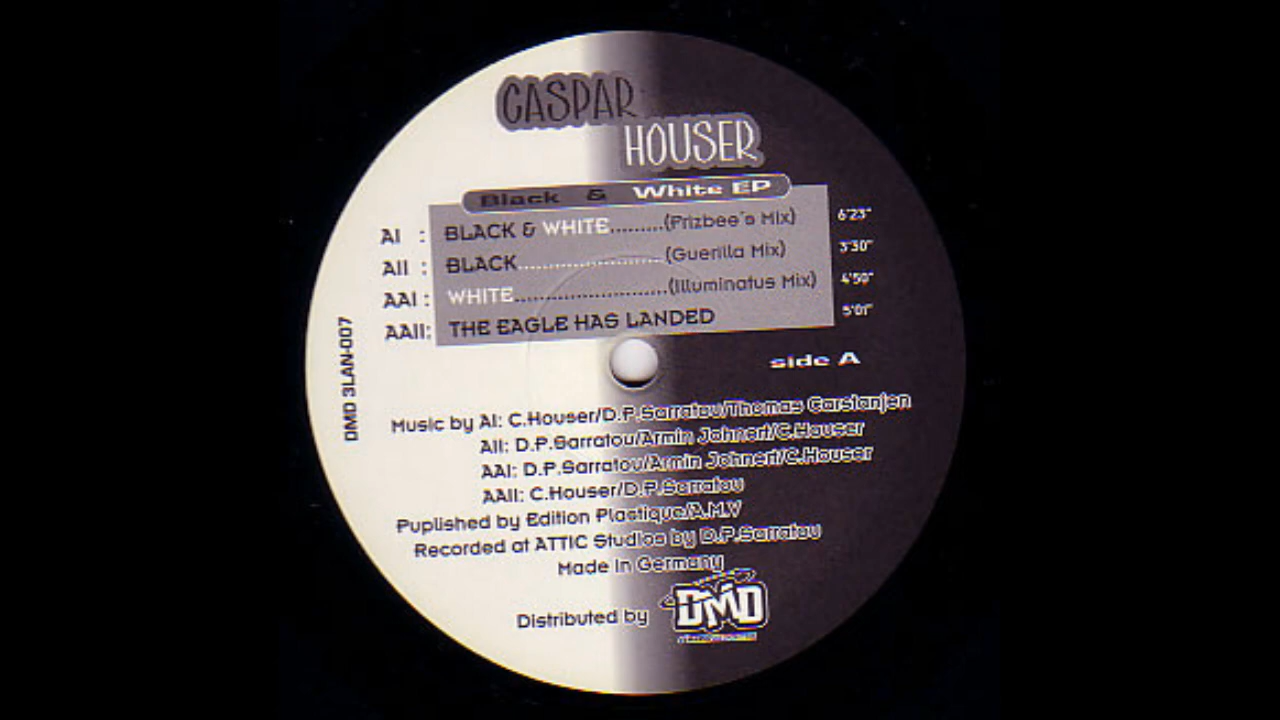 CASPAR
HOUSER
Black & White EP
AI : BLACK & WHITE.........(Frizbee's Mix) 6'23"
AII : BLACK......................(Guerilla Mix) 3'30"
AAI : WHITE.......................(Illuminatus Mix) 4'59"
AAII: THE EAGLE HAS LANDED 5'01"
side A
DMD 3LAN-007
Music by AI: C.Houser/D.P.Sarratou/Thomas Carstanjen
AII: D.P.Sarratou/Armin Johnert/C.Houser
AAI: D.P.Sarratou/Armin Johnert/C.Houser
AAII: C.Houser/D.P.Sarratou
Puplished by Edition Plastique/A.M.V
Recorded at ATTIC Studios by D.P.Sarratou
Made in Germany
Distributed by DMD